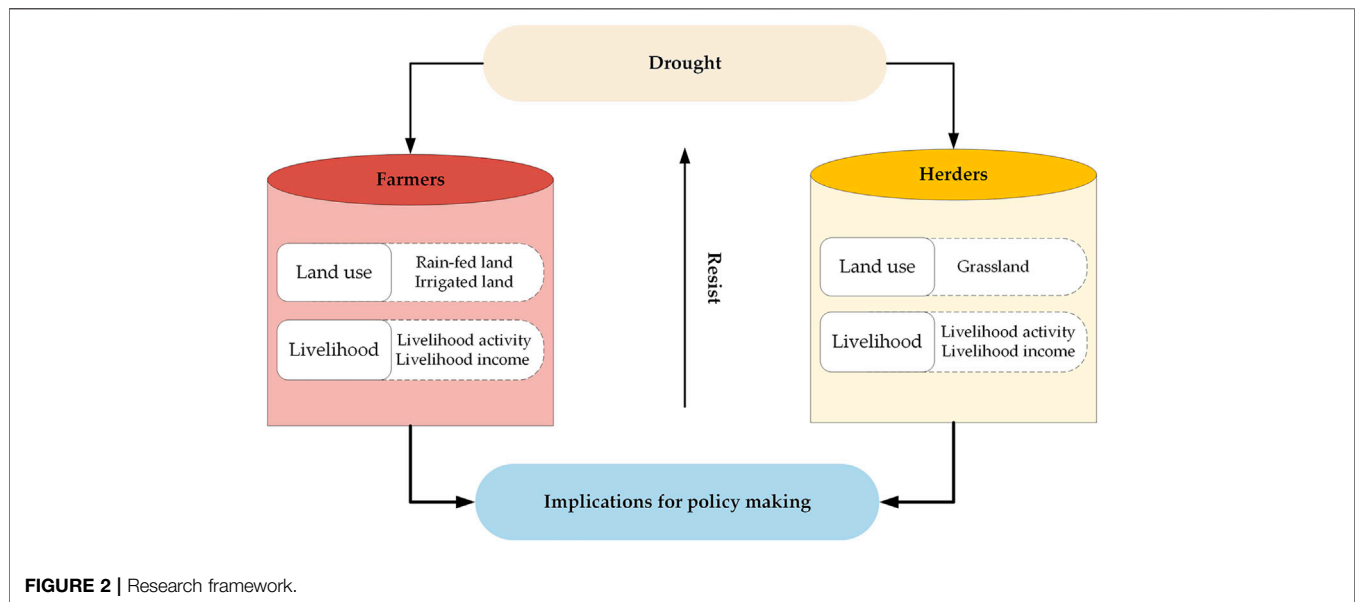 Drought
Farmers
Land use
Rain-fed land
Irrigated land
Livelihood
Livelihood activity
Livelihood income
Resist
Herders
Land use
Grassland
Livelihood
Livelihood activity
Livelihood income
Implications for policy making
FIGURE 2 | Research framework.